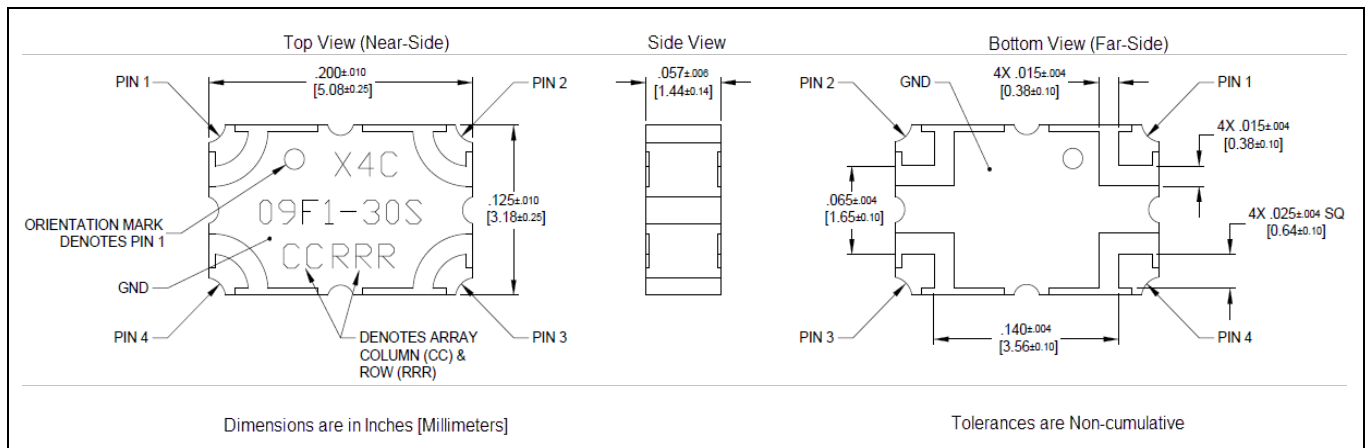 Top View (Near-Side)
Side View
Bottom View (Far-Side)
PIN 1
.200±.010
[5.08±0.25]
PIN 2
.057±.006
[1.44±0.14]
PIN 2
GND
4X .015±.004
[0.38±0.10]
PIN 1
4X .015±.004
[0.38±0.10]
X4C
09F1-30S
CCRRR
.125±.010
[3.18±0.25]
.065±.004
[1.65±0.10]
4X .025±.004 SQ
[0.64±0.10]
ORIENTATION MARK
DENOTES PIN 1
GND
PIN 4
DENOTES ARRAY
COLUMN (CC) &
ROW (RRR)
PIN 3
PIN 3
.140±.004
[3.56±0.10]
PIN 4
Dimensions are in Inches [Millimeters]
Tolerances are Non-cumulative